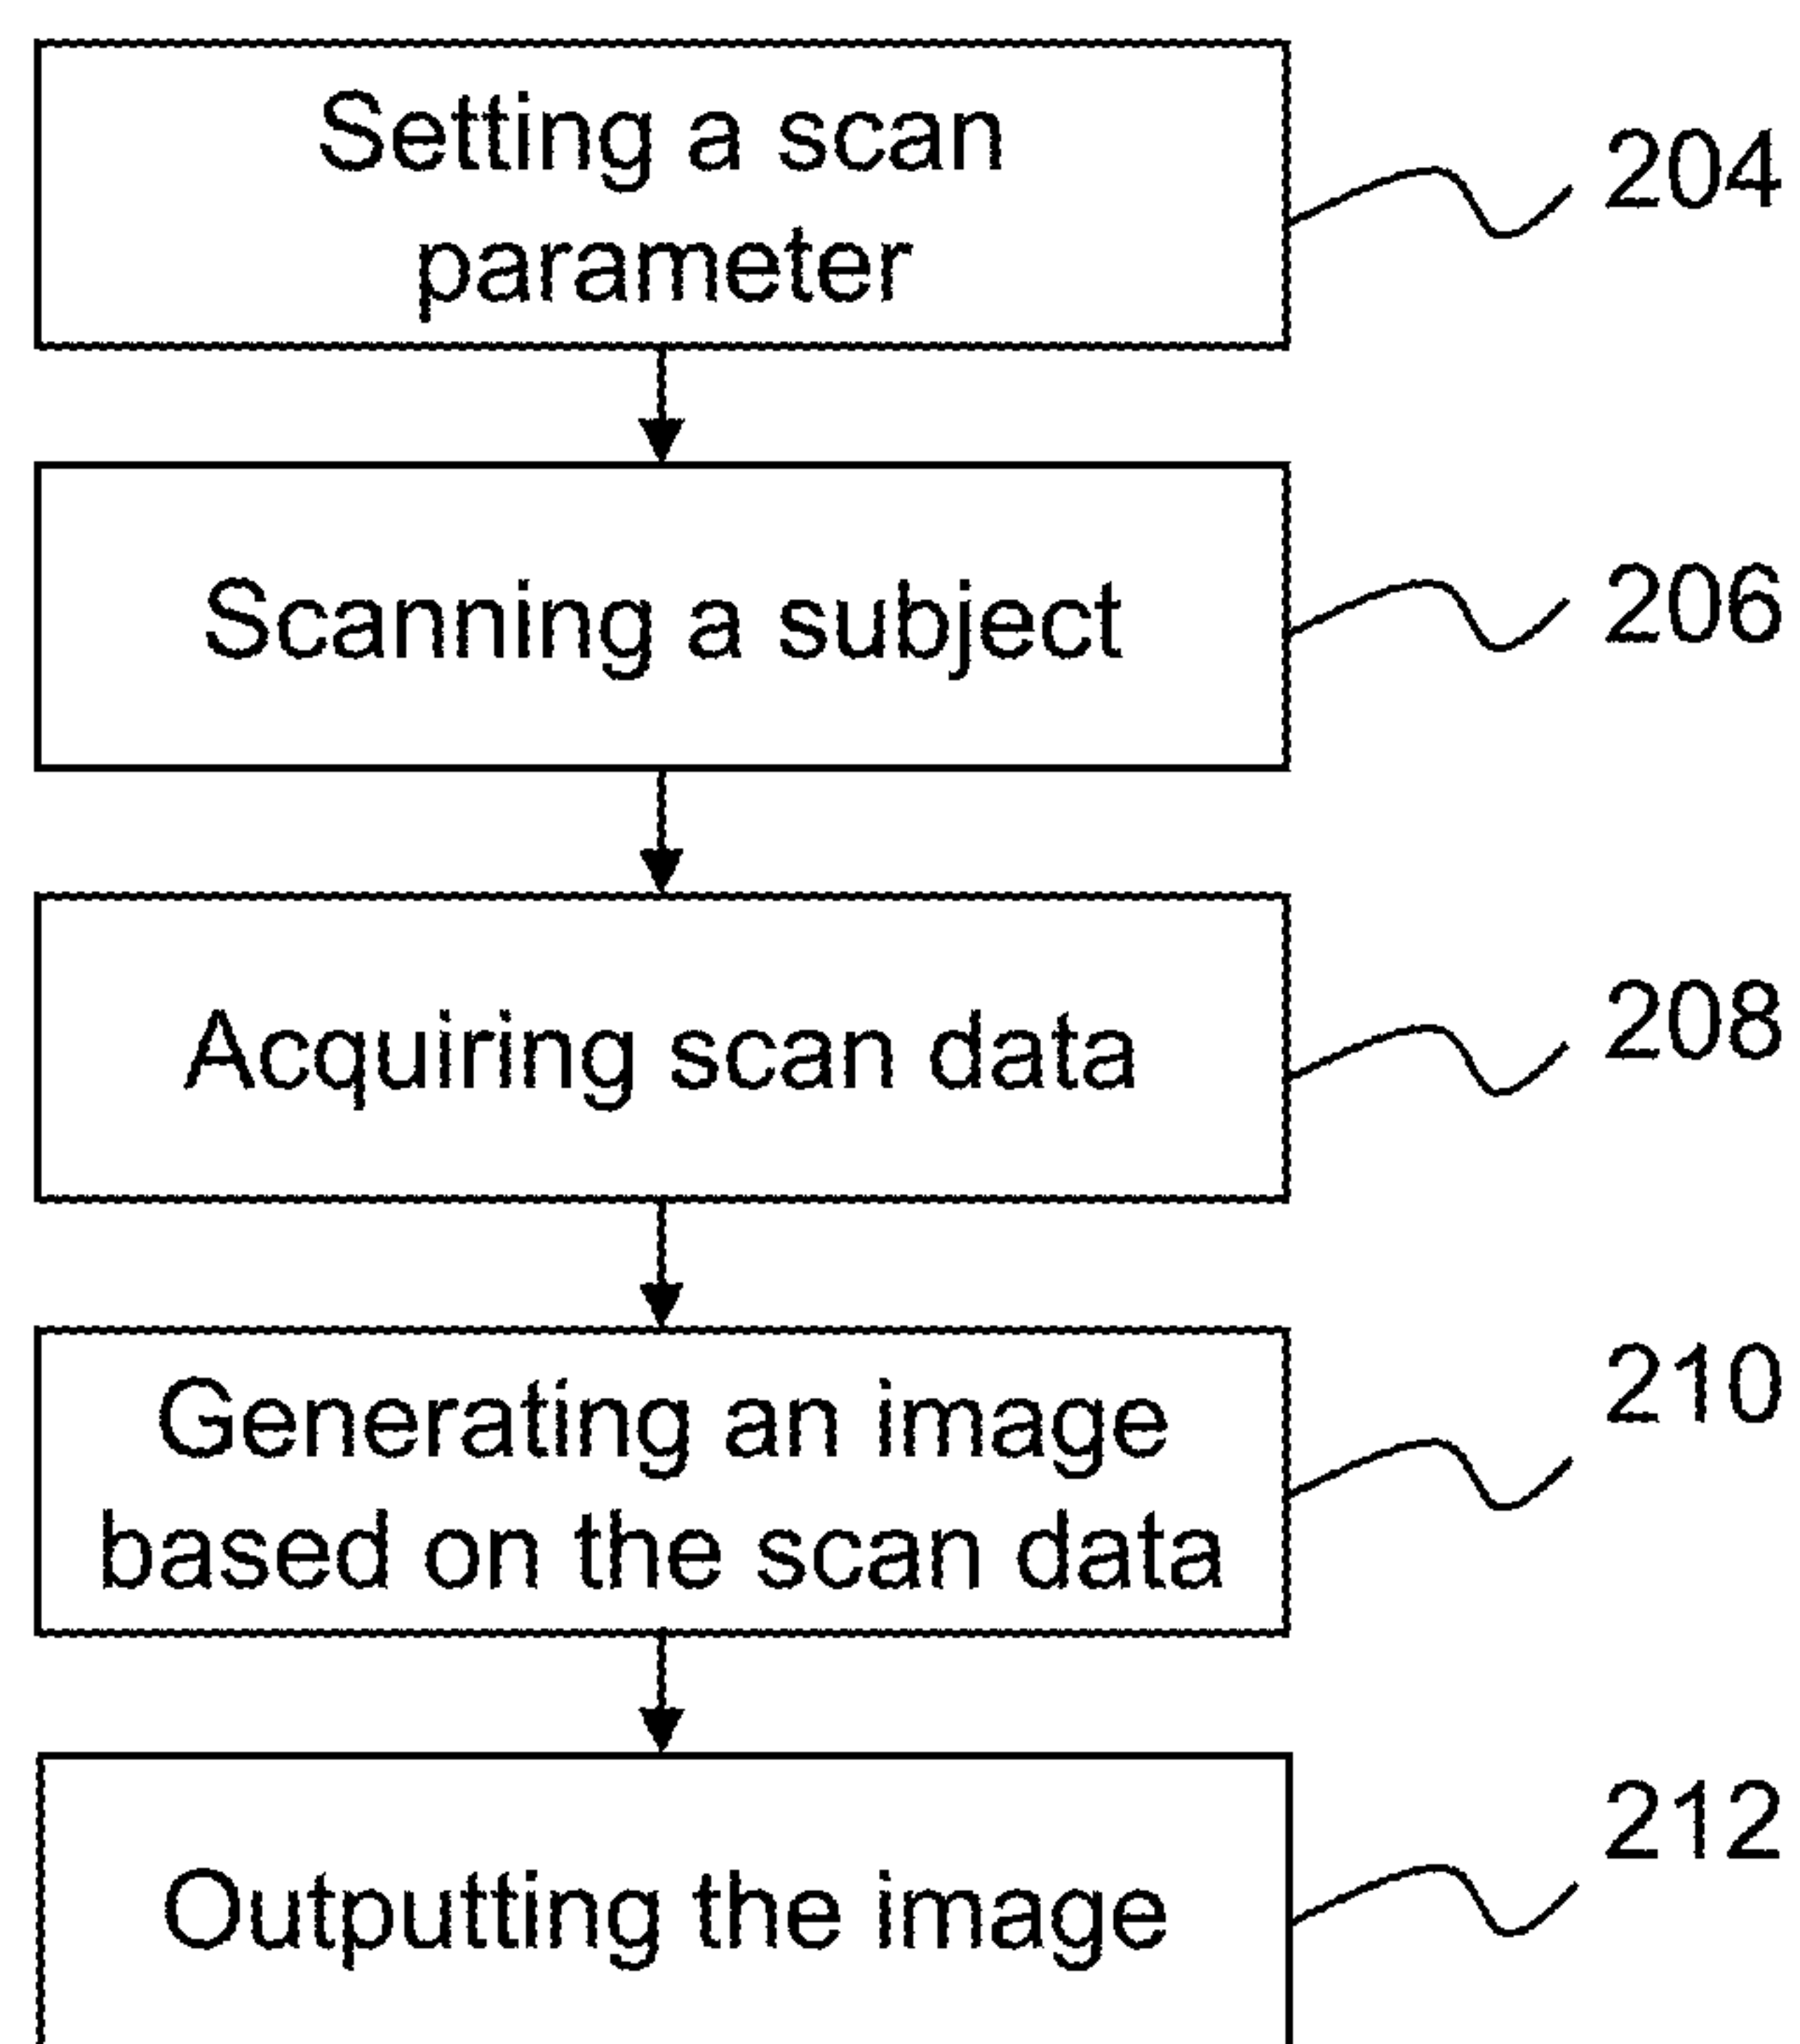 Setting a scan
parameter
204
Scanning a subject
206
Acquiring scan data
208
Generating an image
based on the scan data
210
Outputting the image
212